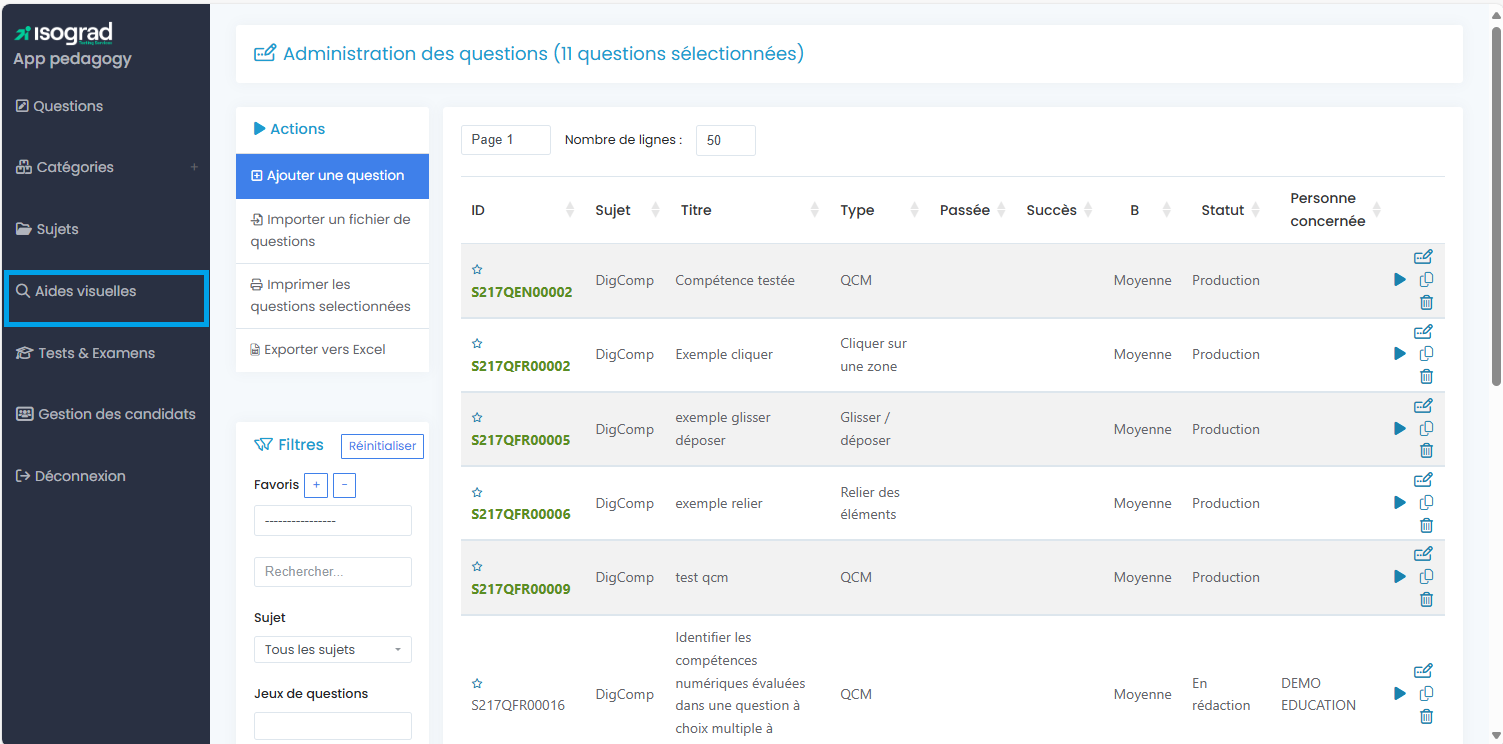 isograd
App pedagogy
Questions
Catégories +
Sujets
Aides visuelles
Tests & Examens
Gestion des candidats
Déconnexion
Administration des questions (11 questions sélectionnées)
Actions
Ajouter une question
Importer un fichier de
questions
Imprimer les
questions selectionnées
Exporter vers Excel
Filtres Réinitialiser
Favoris + -
----------------
Rechercher...
Sujet
Tous les sujets
Jeux de questions
Page 1 Nombre de lignes : 50
ID Sujet Titre Type Passée Succès B Statut Personne
concernée
S217QEN00002 DigComp Compétence testée QCM Moyenne Production
S217QFR00002 DigComp Exemple cliquer Cliquer sur
une zone Moyenne Production
S217QFR00005 DigComp exemple glisser
déposer Glisser /
déposer Moyenne Production
S217QFR00006 DigComp exemple relier Relier des
éléments Moyenne Production
S217QFR00009 DigComp test qcm QCM Moyenne Production
S217QFR00016 DigComp Identifier les
compétences
numériques évaluées
dans une question à
choix multiple à
QCM Moyenne En
rédaction DEMO
EDUCATION